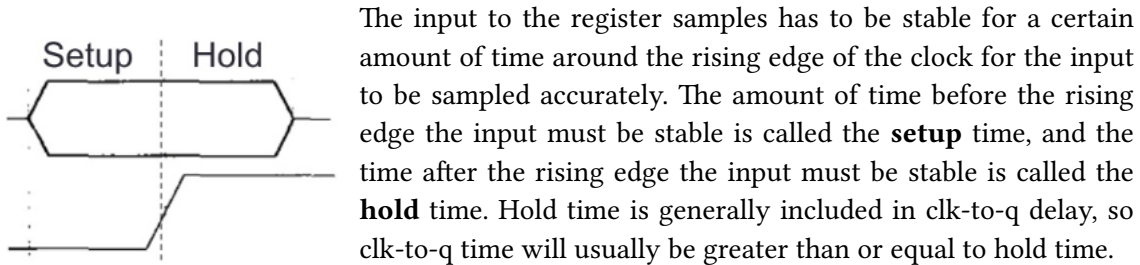 Setup Hold
The input to the register samples has to be stable for a certain
amount of time around the rising edge of the clock for the input
to be sampled accurately. The amount of time before the rising
edge the input must be stable is called the setup time, and the
time after the rising edge the input must be stable is called the
hold time. Hold time is generally included in clk-to-q delay, so
clk-to-q time will usually be greater than or equal to hold time.